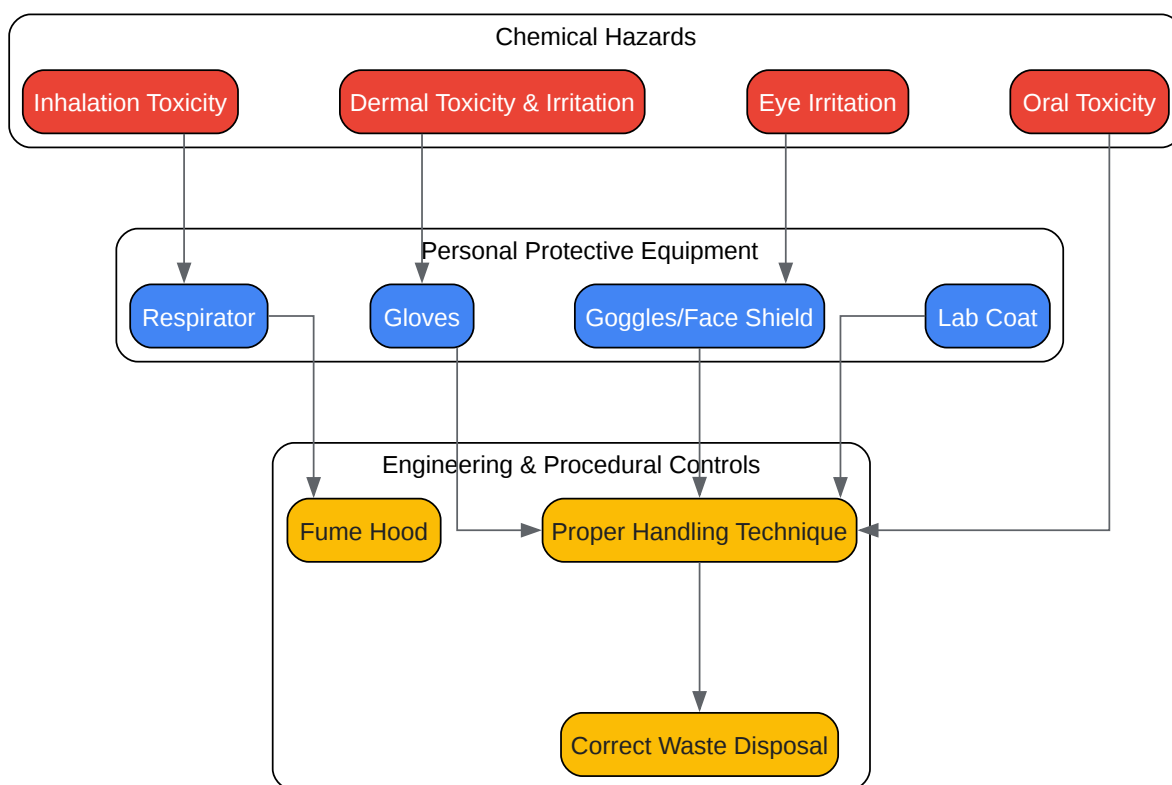 Chemical Hazards
Inhalation Toxicity
Dermal Toxicity & Irritation
Eye Irritation
Oral Toxicity
Personal Protective Equipment
Respirator
Gloves
Goggles/Face Shield
Lab Coat
Engineering & Procedural Controls
Fume Hood
Proper Handling Technique
Correct Waste Disposal